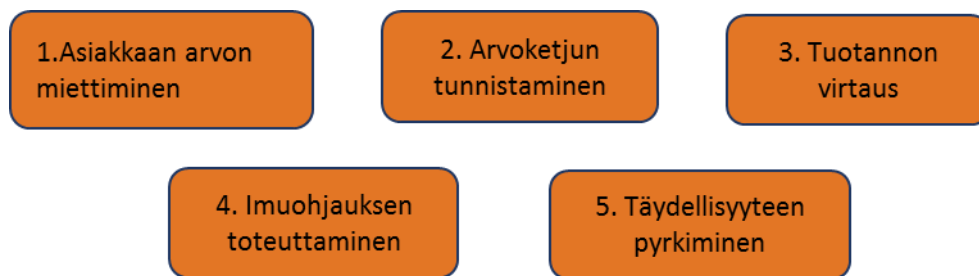 1.Asiakkaan arvon
miettiminen
2. Arvoketjun
tunnistaminen
3. Tuotannon
virtaus
4. Imuohjauksen
toteuttaminen
5. Täydellisyyteen
pyrkiminen